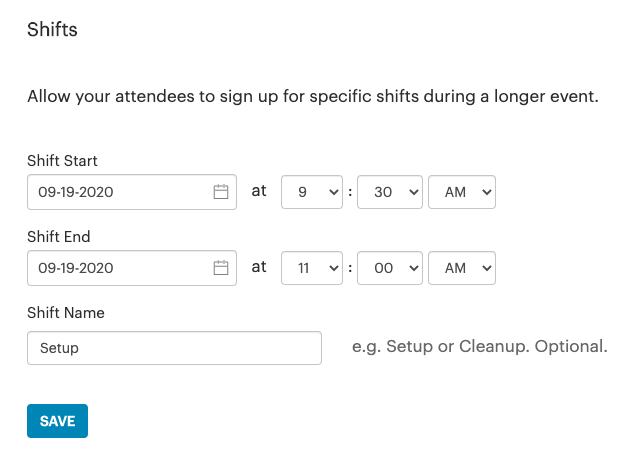 Shifts
Allow your attendees to sign up for specific shifts during a longer event.
Shift Start
09-19-2020 at 9 : 30 AM
Shift End
09-19-2020 at 11 : 00 AM
Shift Name
Setup e.g. Setup or Cleanup. Optional.
SAVE